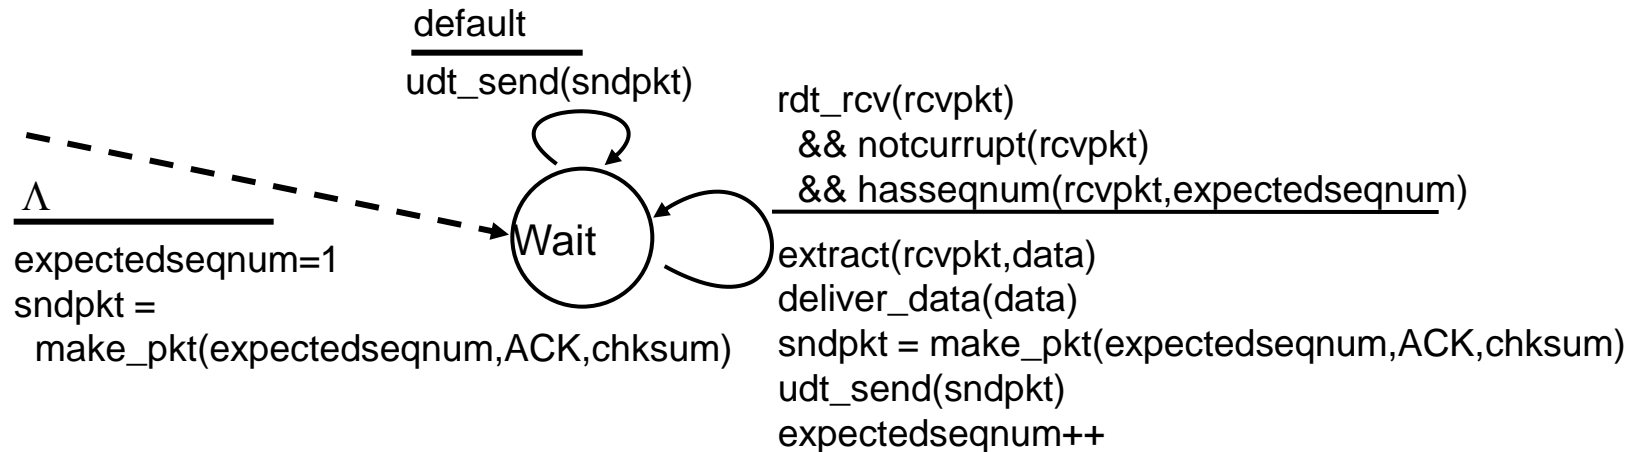 default
udt_send(sndpkt)
rdt_rcv(rcvpkt)
&& notcurrupt(rcvpkt)
&& hasseqnum(rcvpkt,expectedseqnum)
Λ
expectedseqnum=1
sndpkt =
make_pkt(expectedseqnum,ACK,chksum)
Wait
extract(rcvpkt,data)
deliver_data(data)
sndpkt = make_pkt(expectedseqnum,ACK,chksum)
udt_send(sndpkt)
expectedseqnum++